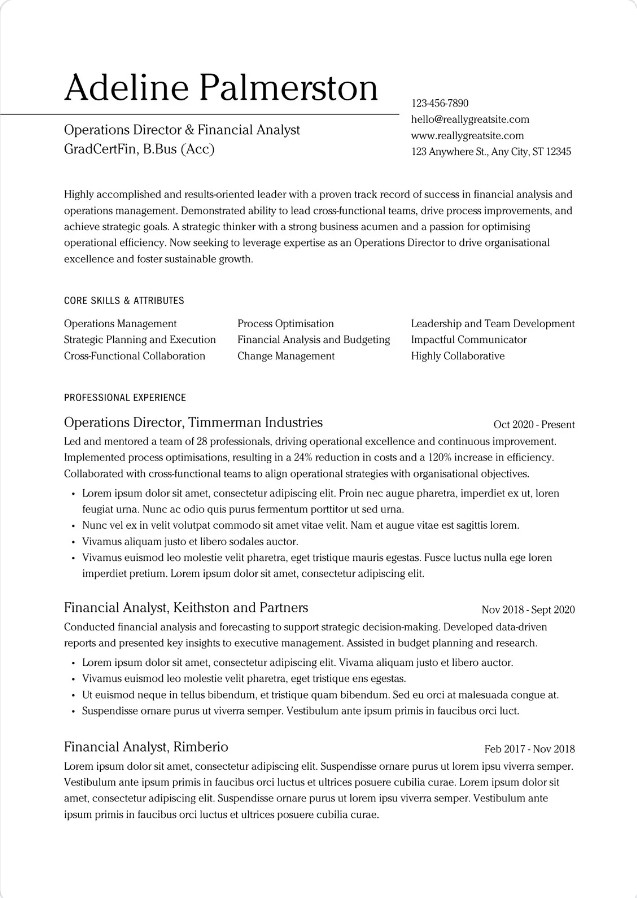 Adeline Palmerston
Operations Director & Financial Analyst
GradCertFin, B.Bus (Acc)
123-456-7890
hello@reallygreatsite.com
www.reallygreatsite.com
123 Anywhere St., Any City, ST 12345
Highly accomplished and results-oriented leader with a proven track record of success in financial analysis and
operations management. Demonstrated ability to lead cross-functional teams, drive process improvements, and
achieve strategic goals. A strategic thinker with a strong business acumen and a passion for optimising
operational efficiency. Now seeking to leverage expertise as an Operations Director to drive organisational
excellence and foster sustainable growth.
CORE SKILLS & ATTRIBUTES
Operations Management
Strategic Planning and Execution
Cross-Functional Collaboration
Process Optimisation
Financial Analysis and Budgeting
Change Management
Leadership and Team Development
Impactful Communicator
Highly Collaborative
PROFESSIONAL EXPERIENCE
Operations Director, Timmerman Industries
Oct 2020 - Present
Led and mentored a team of 28 professionals, driving operational excellence and continuous improvement.
Implemented process optimisations, resulting in a 24% reduction in costs and a 120% increase in efficiency.
Collaborated with cross-functional teams to align operational strategies with organisational objectives.
• Lorem ipsum dolor sit amet, consectetur adipiscing elit. Proin nec augue pharetra, imperdiet ex ut, loren
feugiat urna. Nunc ac odio quis purus fermentum porttitor ut sed urna.
• Nunc vel ex in velit volutpat commodo sit amet vitae velit. Nam et augue vitae est sagittis lorem.
• Vivamus aliquam justo et libero sodales auctor.
• Vivamus euismod leo molestie velit pharetra, eget tristique mauris egestas. Fusce luctus nulla ege loren
imperdiet pretium. Lorem ipsum dolor sit amet, consectetur adipiscing elit.
Financial Analyst, Keithston and Partners
Nov 2018 - Sept 2020
Conducted financial analysis and forecasting to support strategic decision-making. Developed data-driven
reports and presented key insights to executive management. Assisted in budget planning and research.
• Lorem ipsum dolor sit amet, consectetur adipiscing elit. Vivama aliquam justo et libero auctor.
• Vivamus euismod leo molestie velit pharetra, eget tristique ens egestas.
• Ut euismod neque in tellus bibendum, et tristique quam bibendum. Sed eu orci at malesuada congue at.
• Suspendisse ornare purus ut viverra semper. Vestibulum ante ipsum primis in faucibus orci luct.
Financial Analyst, Rimberio
Feb 2017 - Nov 2018
Lorem ipsum dolor sit amet, consectetur adipiscing elit. Suspendisse ornare purus ut lorem ipsu viverra semper.
Vestibulum ante ipsum primis in faucibus orci luctus et ultrices posuere cubilia curae. Lorem ipsum dolor sit
amet, consectetur adipiscing elit. Suspendisse ornare purus ut lorem ipsu viverra semper. Vestibulum ante
ipsum primis in faucibus orci luctus et ultrices posuere cubilia curae.